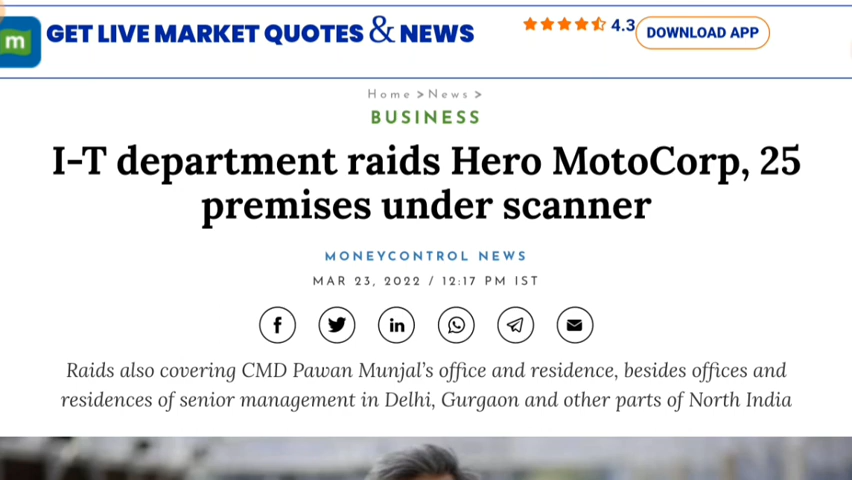 m
GET LIVE MARKET QUOTES & NEWS
4.3
DOWNLOAD APP
Home > News >
BUSINESS
I-T department raids Hero MotoCorp, 25
premises under scanner
MONEYCONTROL NEWS
MAR 23, 2022 / 12:17 PM IST
Raids also covering CMD Pawan Munjal's office and residence, besides offices and
residences of senior management in Delhi, Gurgaon and other parts of North India